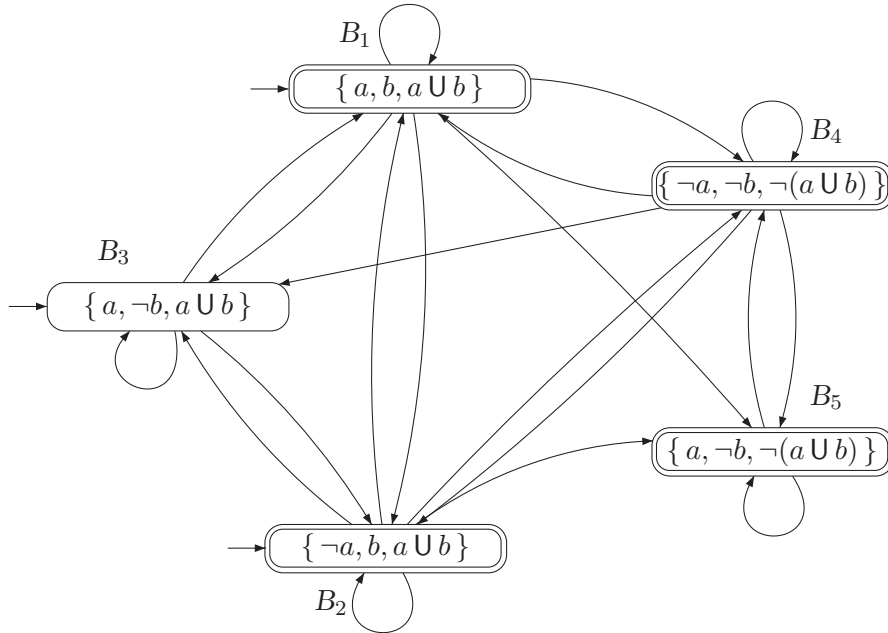 B₁
{ a, b, a U b }
B₄
{ ¬a, ¬b, ¬(a U b) }
B₃
{ a, ¬b, a U b }
B₅
{ a, ¬b, ¬(a U b) }
{ ¬a, b, a U b }
B₂